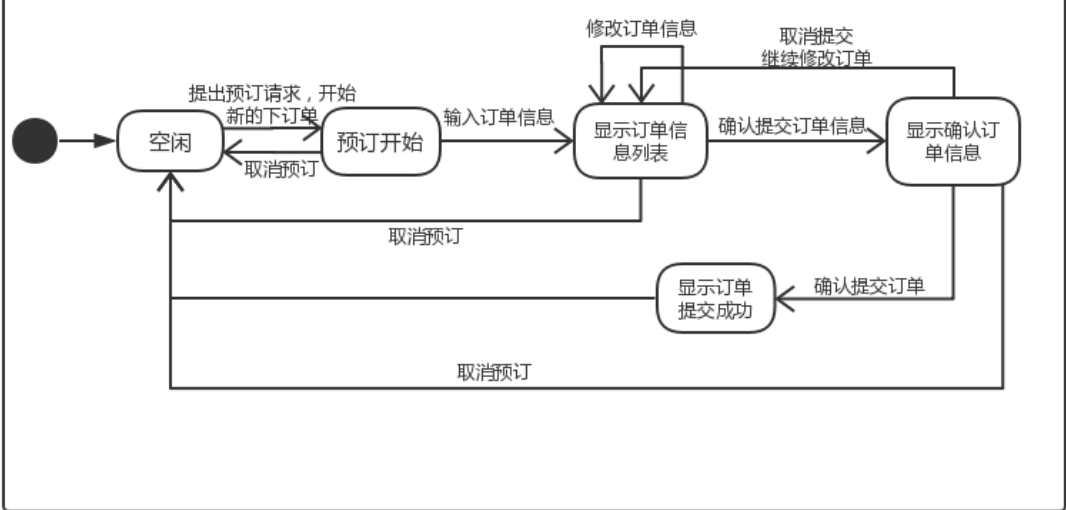 修改订单信息
取消提交
继续修改订单
提出预订请求，开始
新的下订单
空闲
预订开始
输入订单信息
显示订单信
息列表
确认提交订单信息
显示确认订
单信息
取消预订
取消预订
显示订单
提交成功
确认提交订单
取消预订